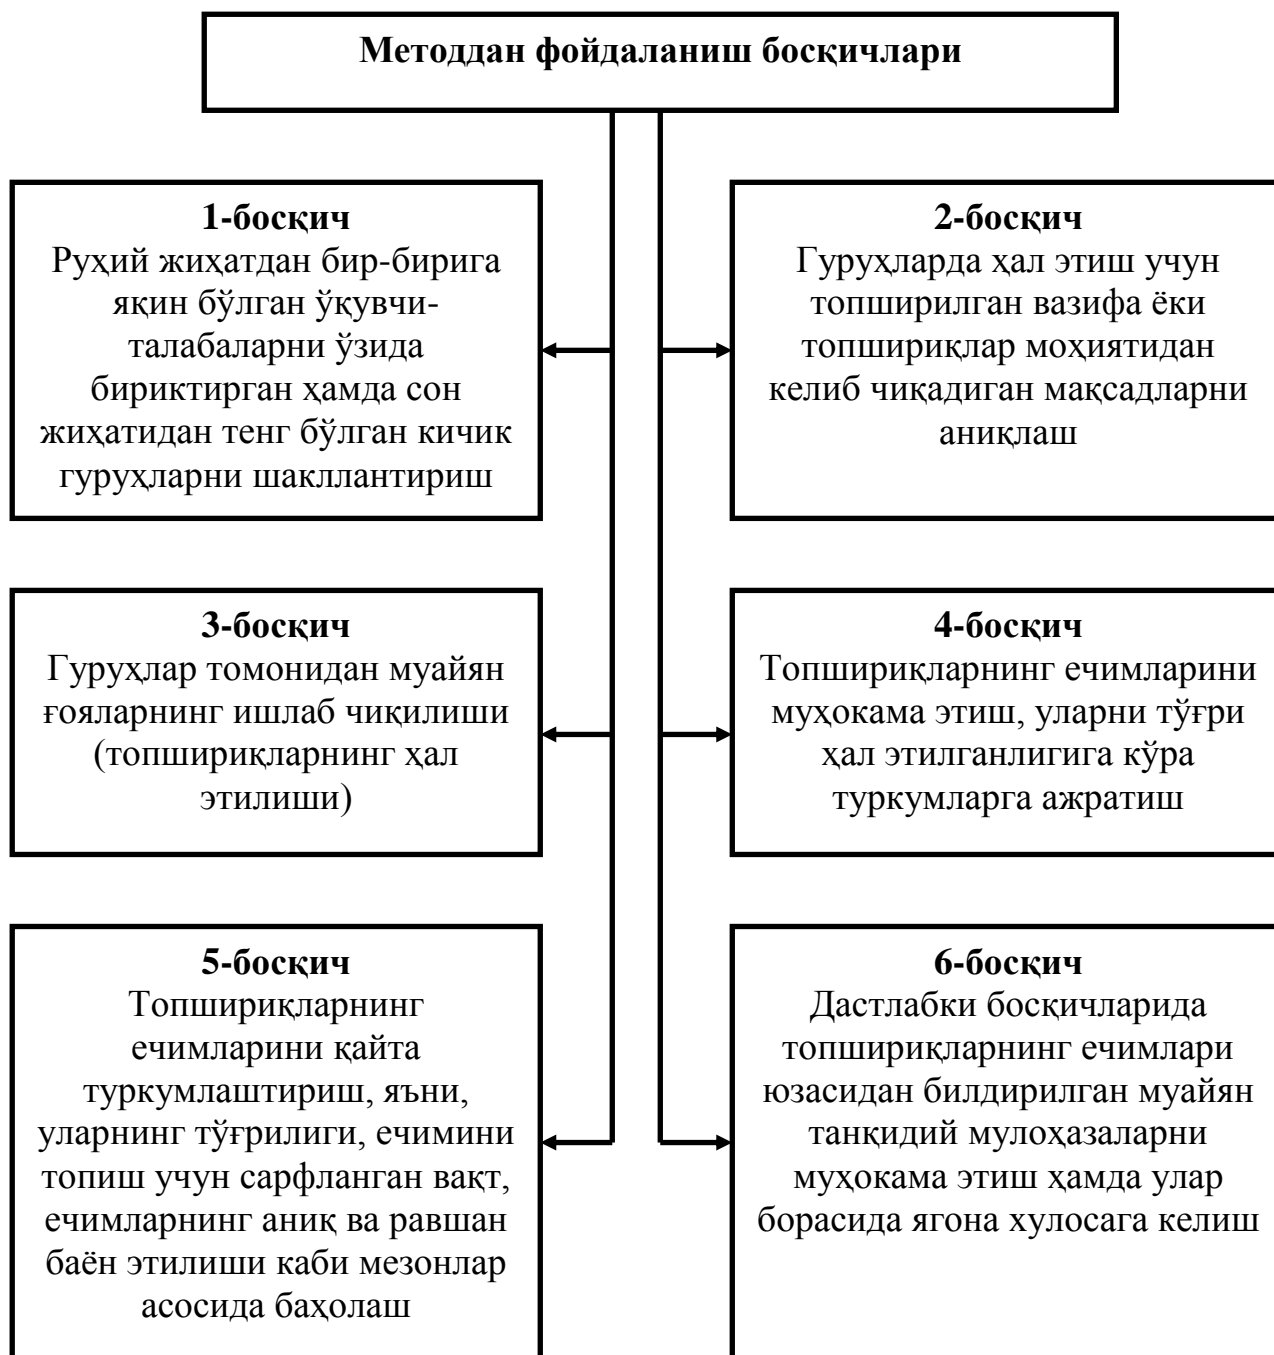 Методдан фойдаланиш босқичлари
1-босқич
Руҳий жиҳатдан бир-бирига
яқин бўлган ўқувчи-
талабаларни ўзида
бириктирган ҳамда сон
жиҳатидан тенг бўлган кичик
гуруҳларни шакллантириш
2-босқич
Гуруҳларда ҳал этиш учун
топширилган вазифа ёки
топшириқлар моҳиятидан
келиб чиқадиган мақсадларни
аниқлаш
3-босқич
Гуруҳлар томонидан муайян
ғояларнинг ишлаб чиқилиши
(топшириқларнинг ҳал
этилиши)
4-босқич
Топшириқларнинг ечимларини
муҳокама этиш, уларни тўғри
ҳал этилганлигига кўра
туркумларга ажратиш
5-босқич
Топшириқларнинг
ечимларини қайта
туркумлаштириш, яъни,
уларнинг тўғрилиги, ечимини
топиш учун сарфланган вақт,
ечимларнинг аниқ ва равшан
баён этилиши каби мезонлар
асосида баҳолаш
6-босқич
Дастлабки босқичларида
топшириқларнинг ечимлари
юзасидан билдирилган муайян
танқидий мулоҳазаларни
муҳокама этиш ҳамда улар
борасида ягона хулосага келиш